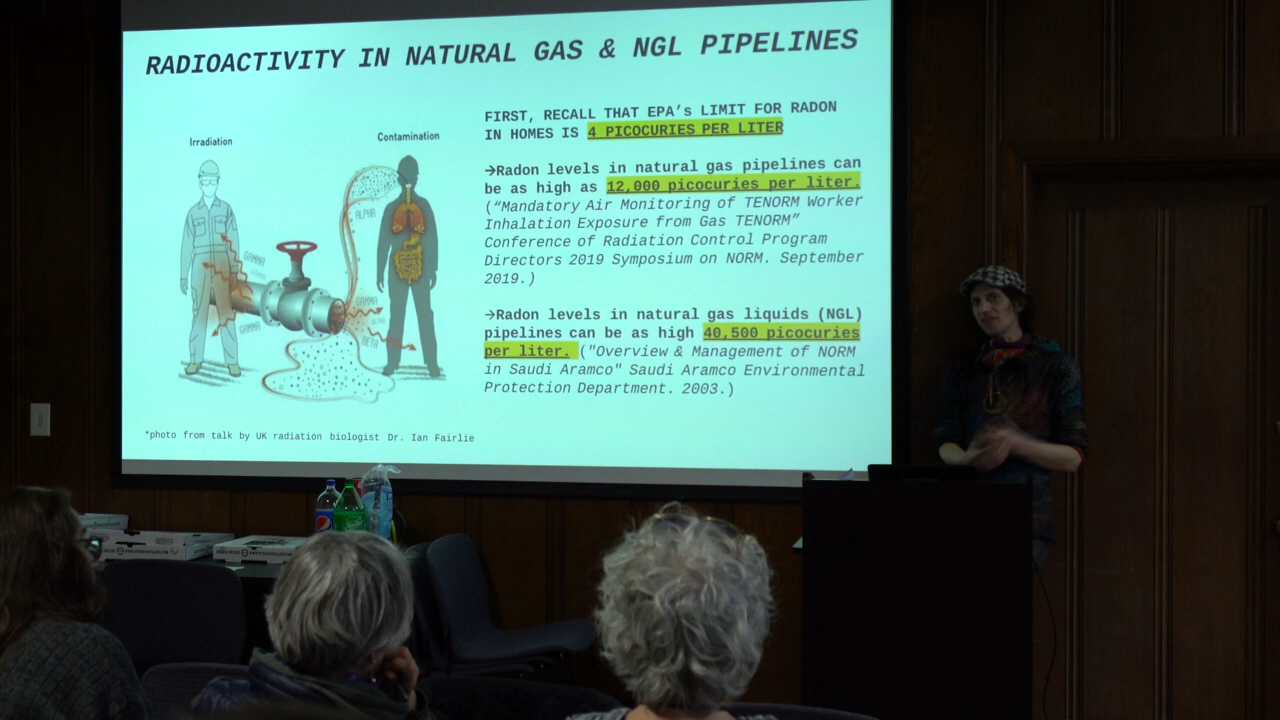 RADIOACTIVITY IN NATURAL GAS & NGL PIPELINES
Irradiation
Contamination
ALPHA
GAMMA
GAMMA
GAMMA
BETA
FIRST, RECALL THAT EPA's LIMIT FOR RADON
IN HOMES IS 4 PICOCURIES PER LITER
→Radon levels in natural gas pipelines can
be as high as 12,000 picocuries per liter.
(“Mandatory Air Monitoring of TENORM Worker
Inhalation Exposure from Gas TENORM”
Conference of Radiation Control Program
Directors 2019 Symposium on NORM. September
2019.)
→Radon levels in natural gas liquids (NGL)
pipelines can be as high 40,500 picocuries
per liter. ("Overview & Management of NORM
in Saudi Aramco" Saudi Aramco Environmental
Protection Department. 2003.)
*photo from talk by UK radiation biologist Dr. Ian Fairlie